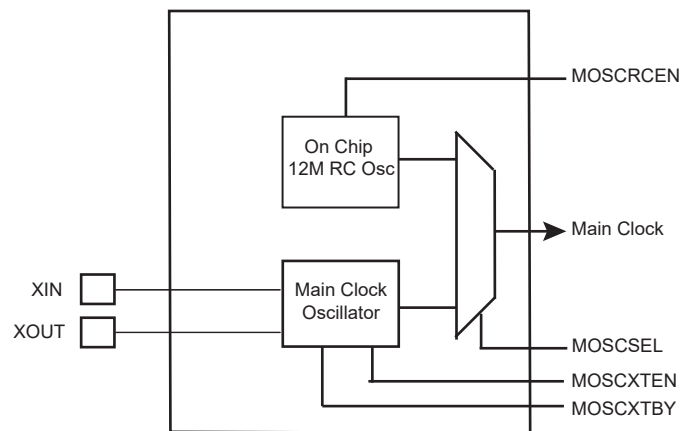 MOSCRCEN
On Chip
12M RC Osc
Main Clock
XIN
Main Clock
Oscillator
XOUT
MOSCSEL
MOSCXTEN
MOSCXTBY